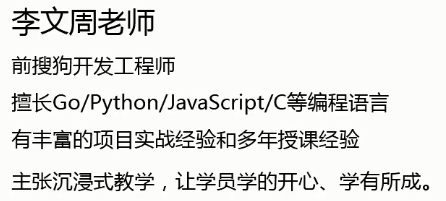 李文周老师
前搜狗开发工程师
擅长Go/Python/JavaScript/C等编程语言
有丰富的项目实战经验和多年授课经验
主张沉浸式教学，让学员学的开心、学有所成。